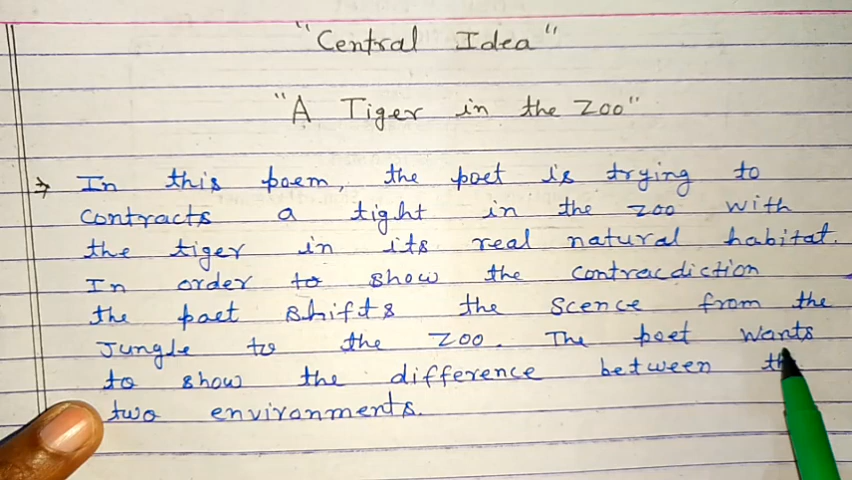 "Central Idea"
"A Tiger in the Zoo"
→ In this poem, the poet is trying to
contracts a tight in the zoo with
the tiger in its real natural habitat.
In order to show the contracdiction
the poet shifts the scence from the
Jungle to the Zoo. The poet wants
to show the difference between
two environments.